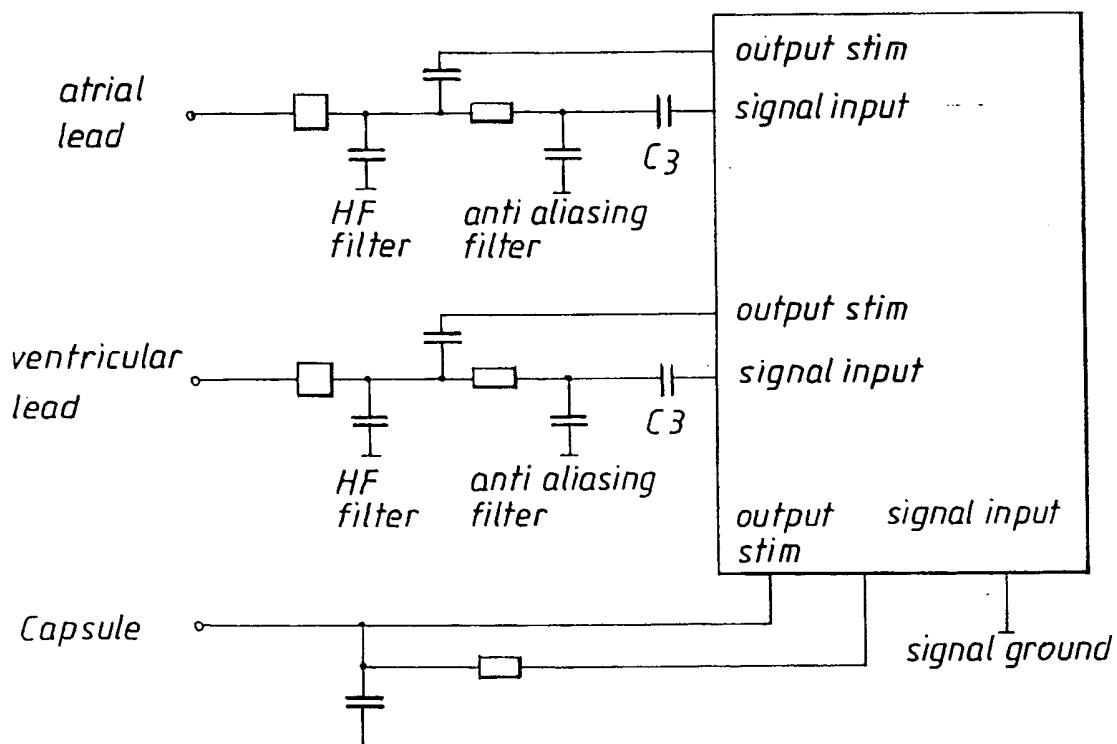 output stim
atrial
lead
signal input
C3
HF
filter
anti aliasing
filter
output stim
ventricular
lead
signal input
C3
HF
filter
anti aliasing
filter
output
stim
signal input
Capsule
signal ground